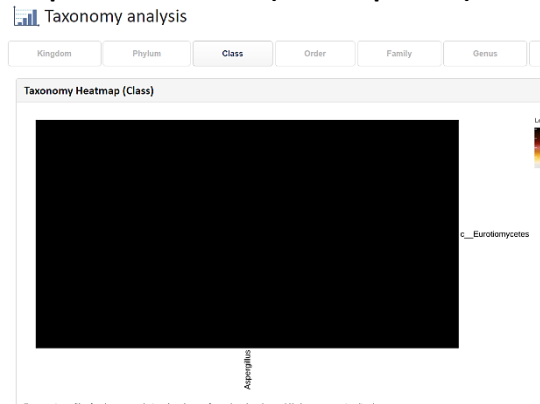 Taxonomy analysis
Kingdom
Phylum
Class
Order
Family
Genus
Taxonomy Heatmap (Class)
c__Eurotiomycetes
Aspergillus